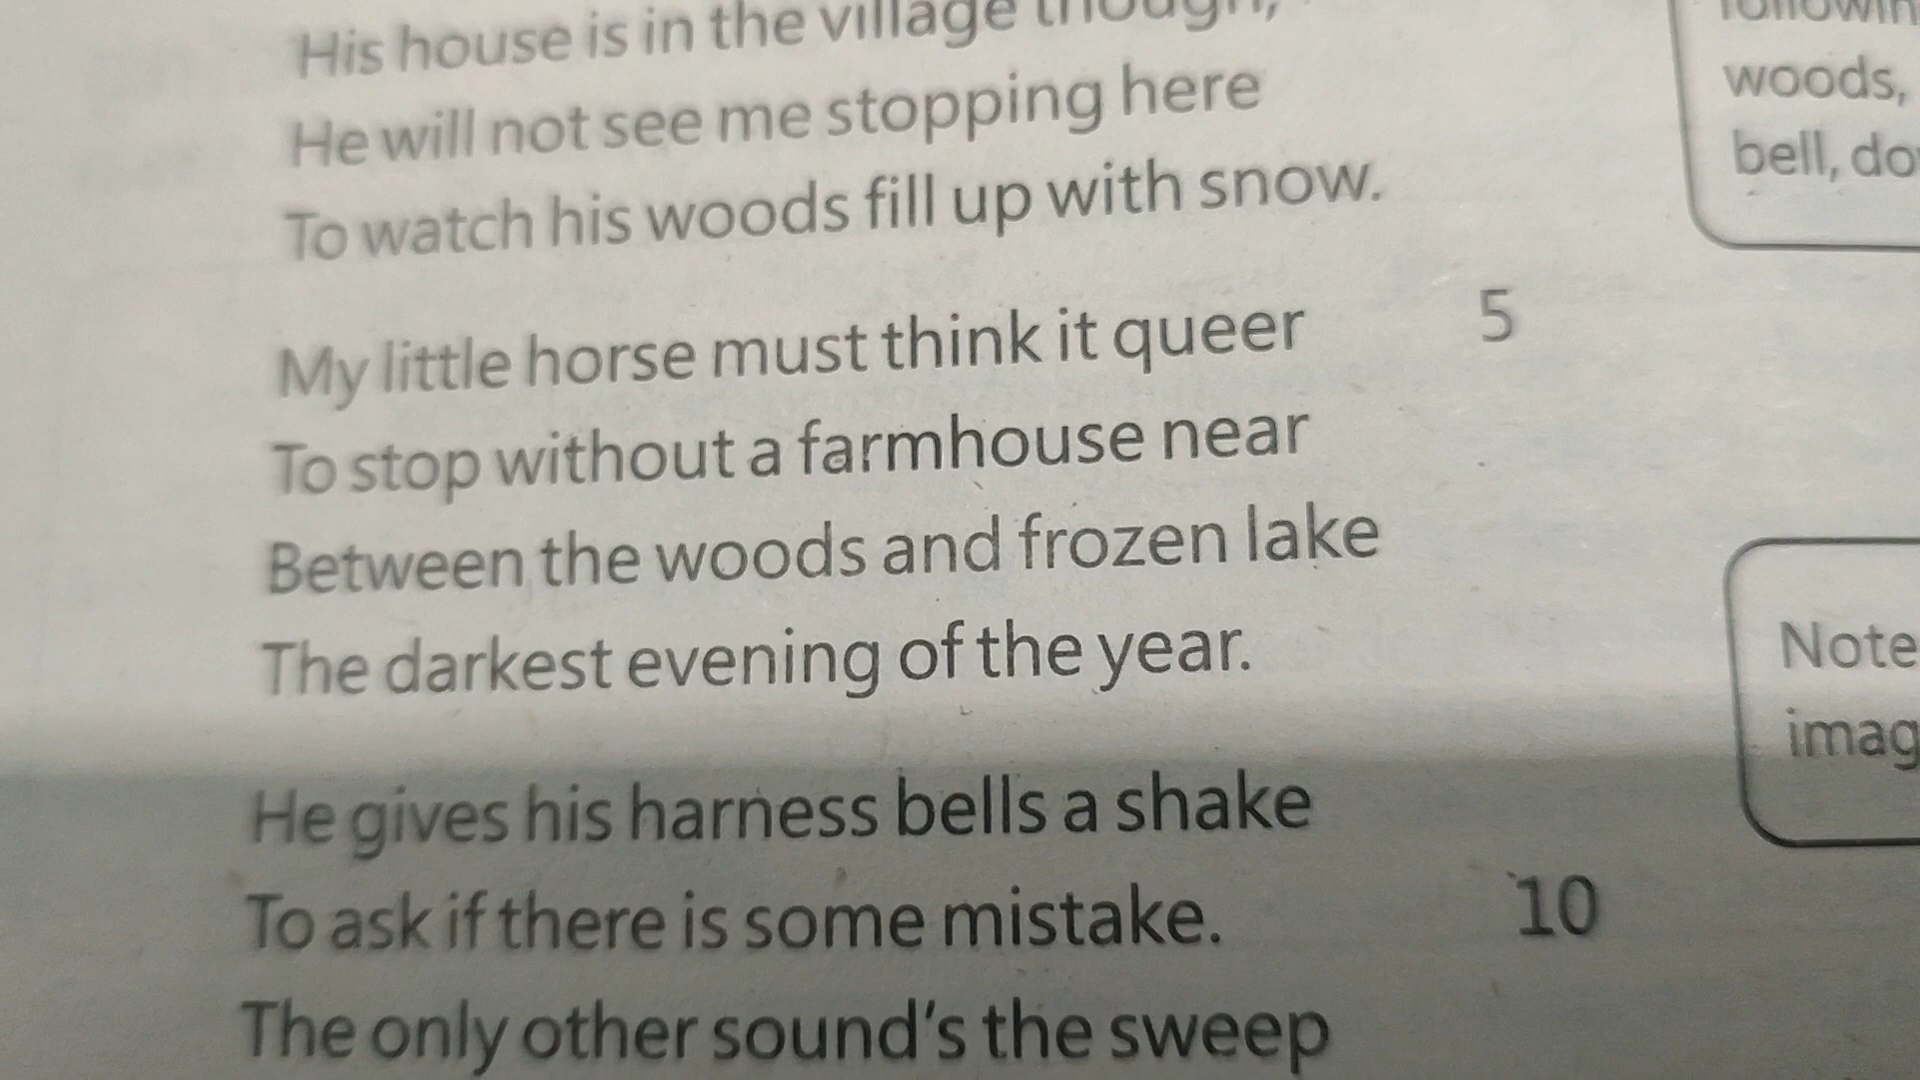 His house is in the village though,
He will not see me stopping here
To watch his woods fill up with snow.
My little horse must think it queer 5
To stop without a farmhouse near
Between the woods and frozen lake
The darkest evening of the year.
He gives his harness bells a shake
To ask if there is some mistake. 10
The only other sound's the sweep
woods,
bell,
Note